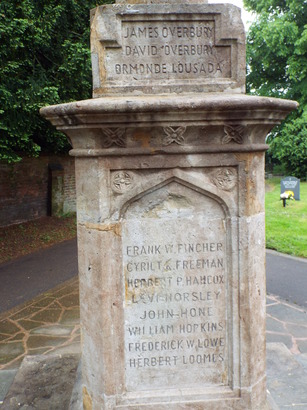 JAMES OVERBURY
DAVID OVERBURY
ORMONDE LOUSADA
FRANK W. FINCHER
CYRIL S. FREEMAN
HERBERT P. HAHOUX
LEVI HORSLEY
JOHN HONE
WILLIAM HOPKINS
FREDERICK W. LOWE
HERBERT LOOMES